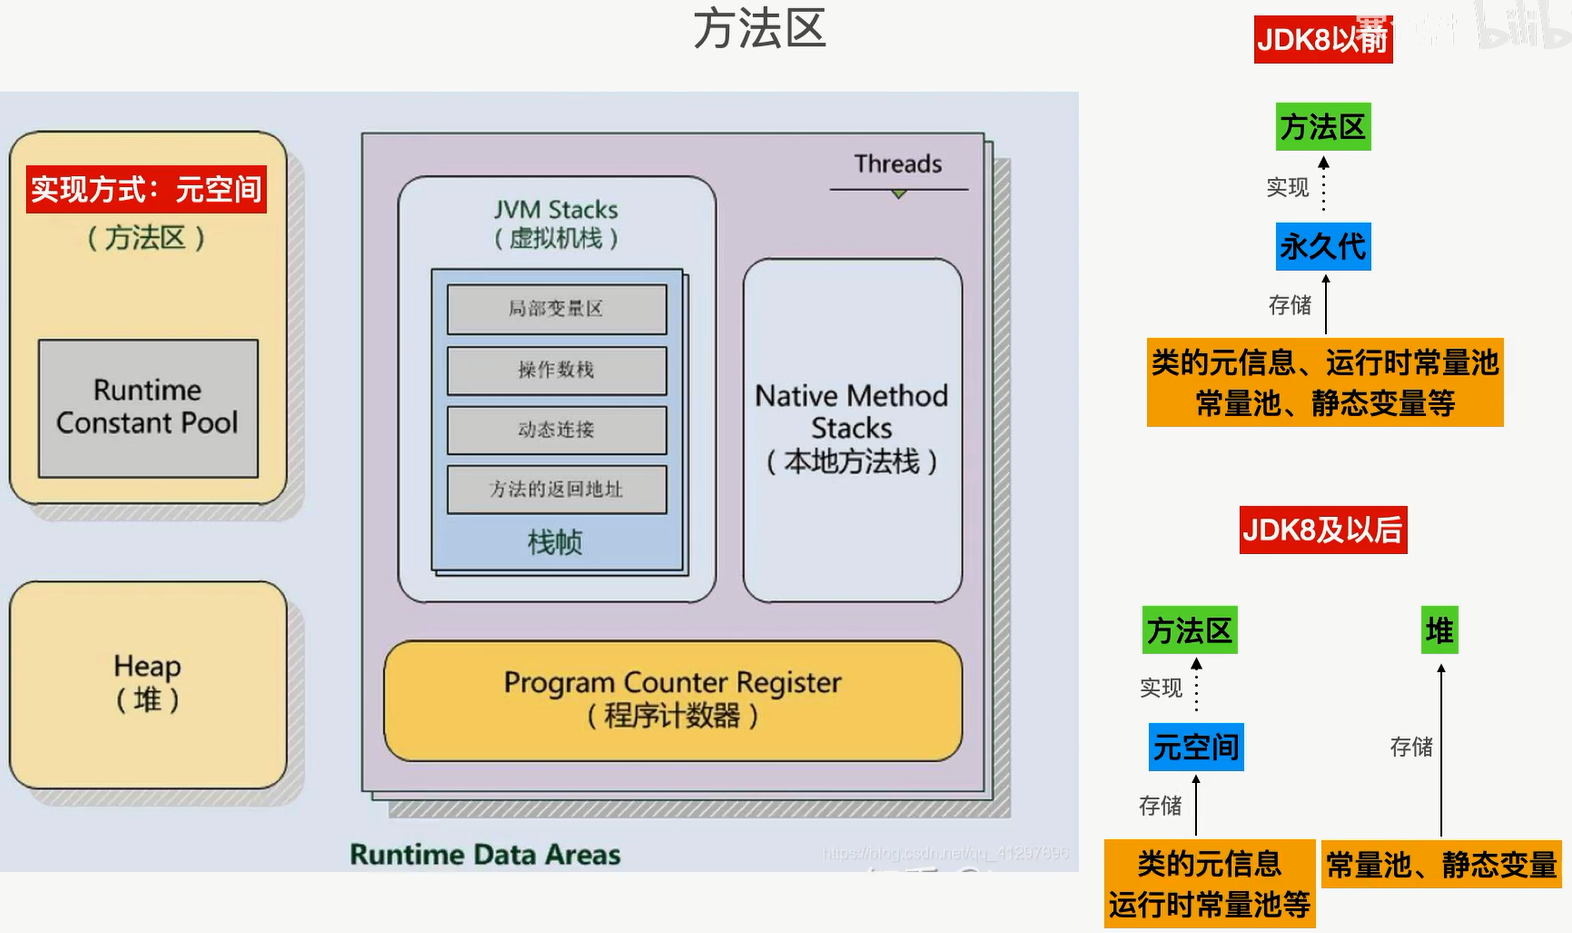 方法区
JDK8以前
实现方式：元空间
（方法区）
Runtime
Constant Pool
Heap
（堆）
Threads
JVM Stacks
（虚拟机栈）
局部变量区
操作数栈
动态连接
方法的返回地址
栈帧
Native Method
Stacks
（本地方法栈）
Program Counter Register
（程序计数器）
Runtime Data Areas
https://blog.csdn.net/qq_41297896
方法区
实现
永久代
存储
类的元信息、运行时常量池
常量池、静态变量等
JDK8及以后
方法区
实现
元空间
存储
类的元信息
运行时常量池等
堆
存储
常量池、静态变量